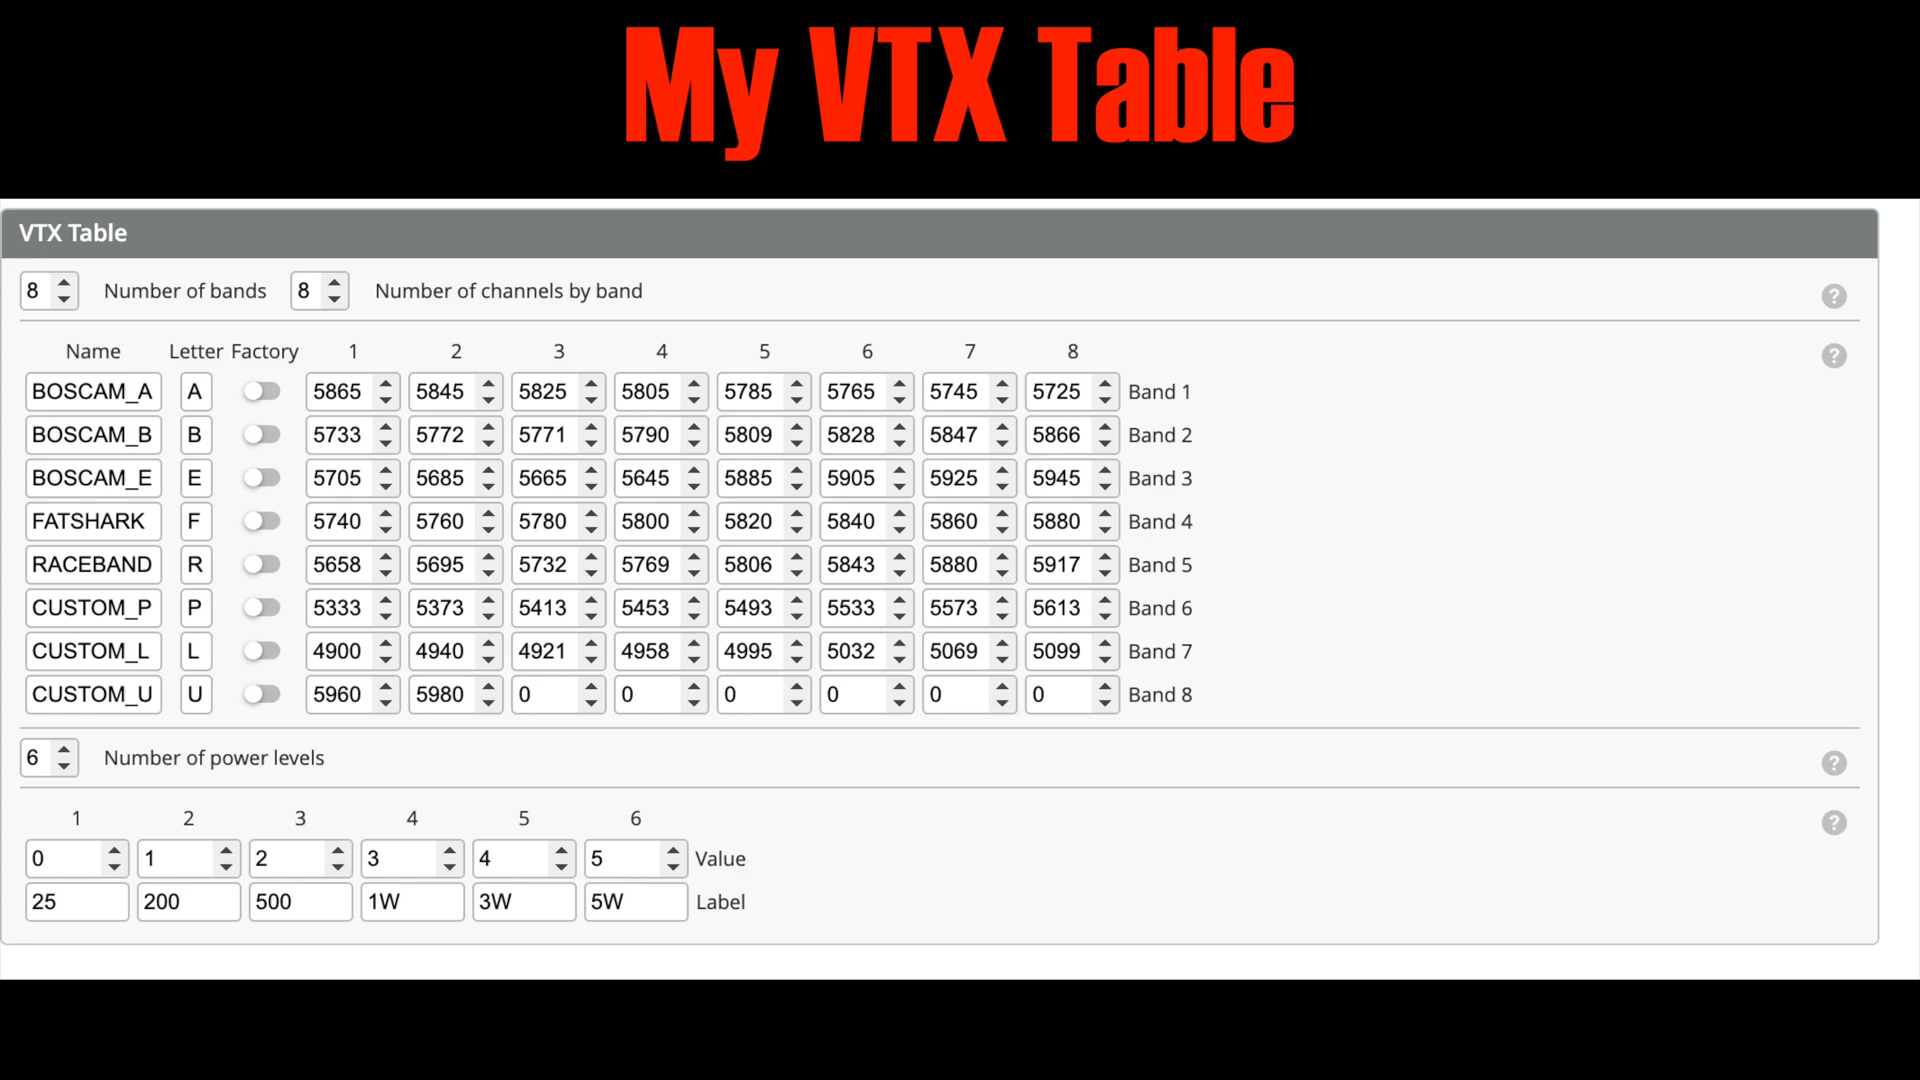 My VTX Table
VTX Table
8 Number of bands 8 Number of channels by band ?
Name Letter Factory 1 2 3 4 5 6 7 8 ?
BOSCAM_A A 5865 5845 5825 5805 5785 5765 5745 5725 Band 1
BOSCAM_B B 5733 5772 5771 5790 5809 5828 5847 5866 Band 2
BOSCAM_E E 5705 5685 5665 5645 5885 5905 5925 5945 Band 3
FATSHARK F 5740 5760 5780 5800 5820 5840 5860 5880 Band 4
RACEBAND R 5658 5695 5732 5769 5806 5843 5880 5917 Band 5
CUSTOM_P P 5333 5373 5413 5453 5493 5533 5573 5613 Band 6
CUSTOM_L L 4900 4940 4921 4958 4995 5032 5069 5099 Band 7
CUSTOM_U U 5960 5980 0 0 0 0 0 0 Band 8
6 Number of power levels ?
1 2 3 4 5 6 ?
0 1 2 3 4 5 Value
25 200 500 1W 3W 5W Label